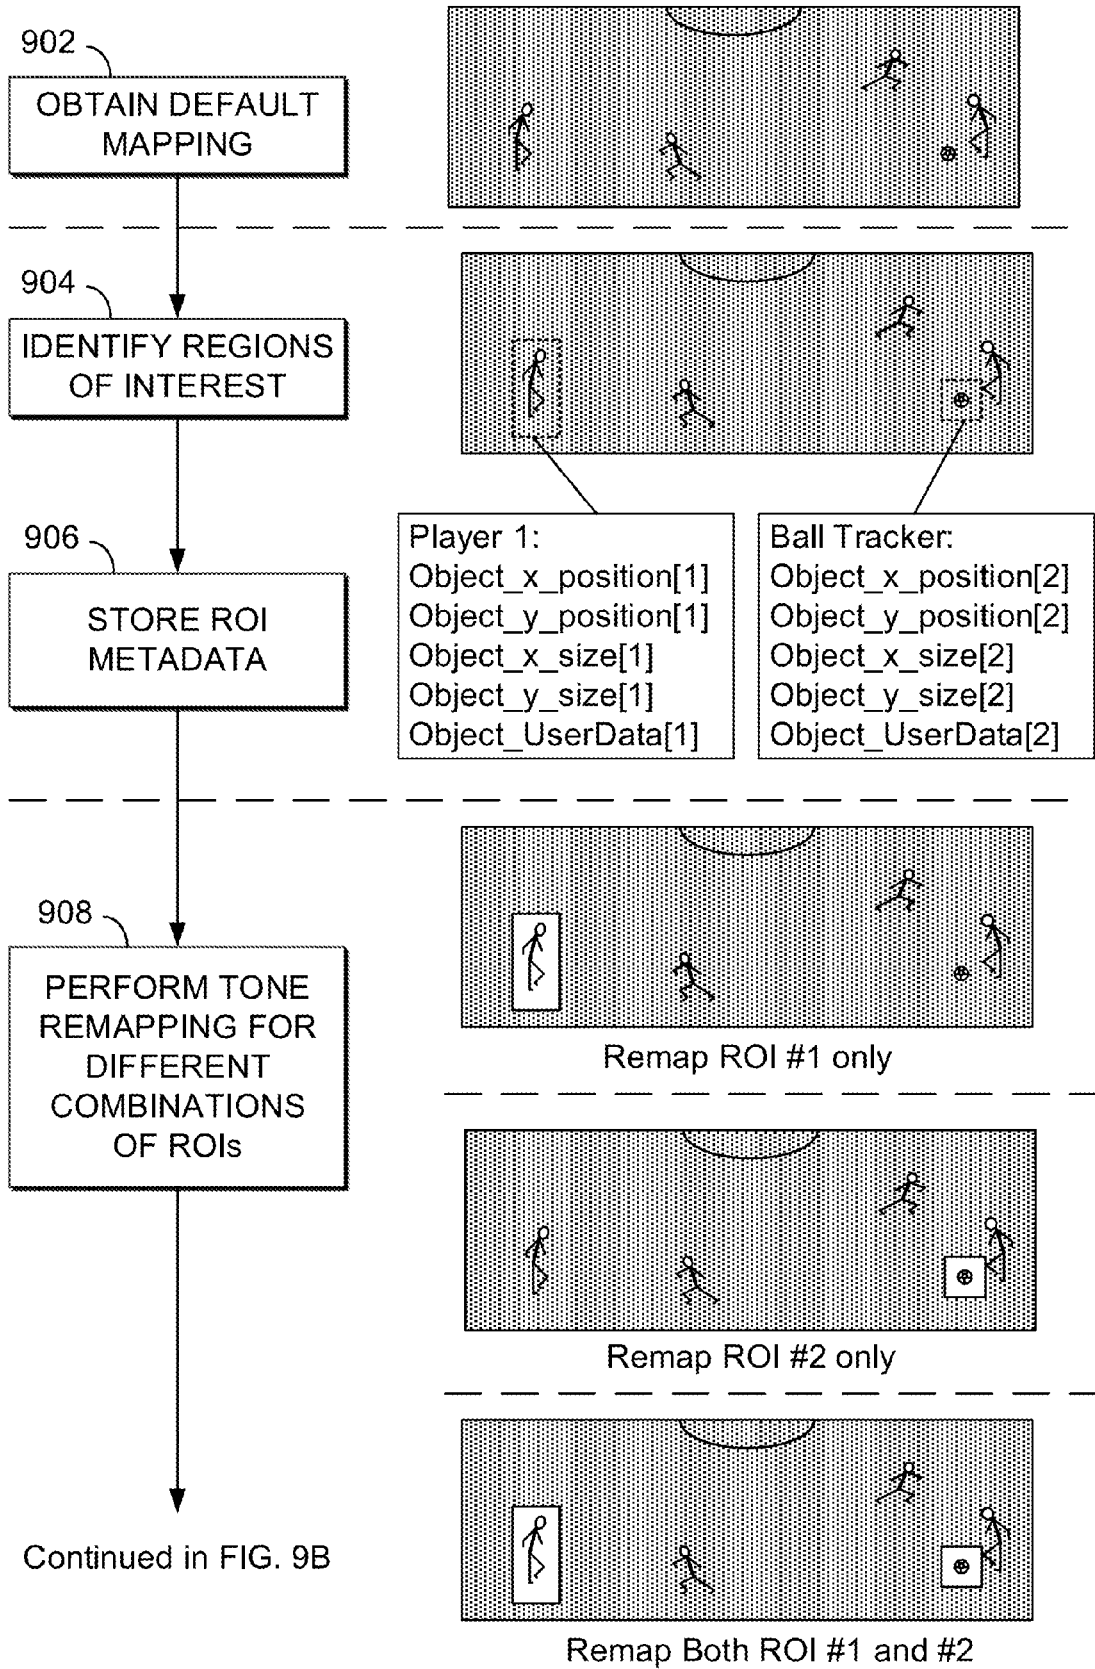 902
OBTAIN DEFAULT
MAPPING
904
IDENTIFY REGIONS
OF INTEREST
906
STORE ROI
METADATA
Player 1:
Object_x_position[1]
Object_y_position[1]
Object_x_size[1]
Object_y_size[1]
Object_UserData[1]
Ball Tracker:
Object_x_position[2]
Object_y_position[2]
Object_x_size[2]
Object_y_size[2]
Object_UserData[2]
908
PERFORM TONE
REMAPPING FOR
DIFFERENT
COMBINATIONS
OF ROIs
Remap ROI #1 only
Remap ROI #2 only
Continued in FIG. 9B
Remap Both ROI #1 and #2